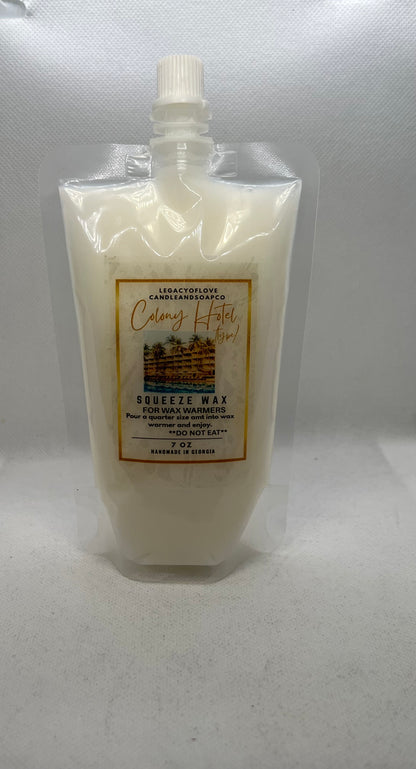 LEGACYOFLOVE
CANDLEANDSOAPCO
Colony Hotel
(type)
SQUEEZE WAX
FOR WAX WARMERS
Pour a quarter size amt into wax
warmer and enjoy.
**DO NOT EAT**
7 OZ
HANDMADE IN GEORGIA